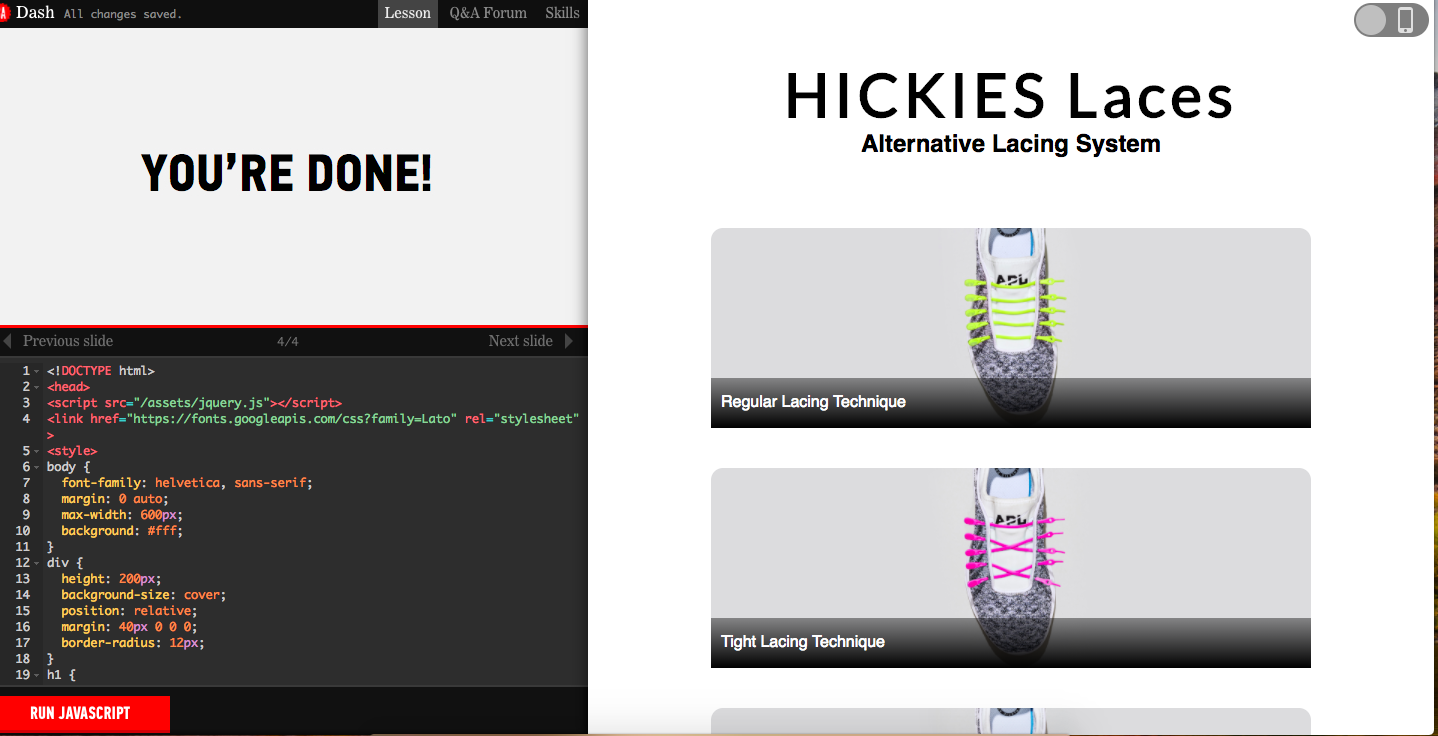 Dash All changes saved. Lesson Q&A Forum Skills
YOU'RE DONE!
Previous slide 4/4 Next slide
1 <!DOCTYPE html>
2 <head>
3 <script src="/assets/jquery.js"></script>
4 <link href="https://fonts.googleapis.com/css?family=Lato" rel="stylesheet"
>
5 <style>
6 body {
7 font-family: helvetica, sans-serif;
8 margin: 0 auto;
9 max-width: 600px;
10 background: #fff;
11 }
12 div {
13 height: 200px;
14 background-size: cover;
15 position: relative;
16 margin: 40px 0 0 0;
17 border-radius: 12px;
18 }
19 h1 {
RUN JAVASCRIPT
HICKIES Laces
Alternative Lacing System
APL
Regular Lacing Technique
APL
Tight Lacing Technique